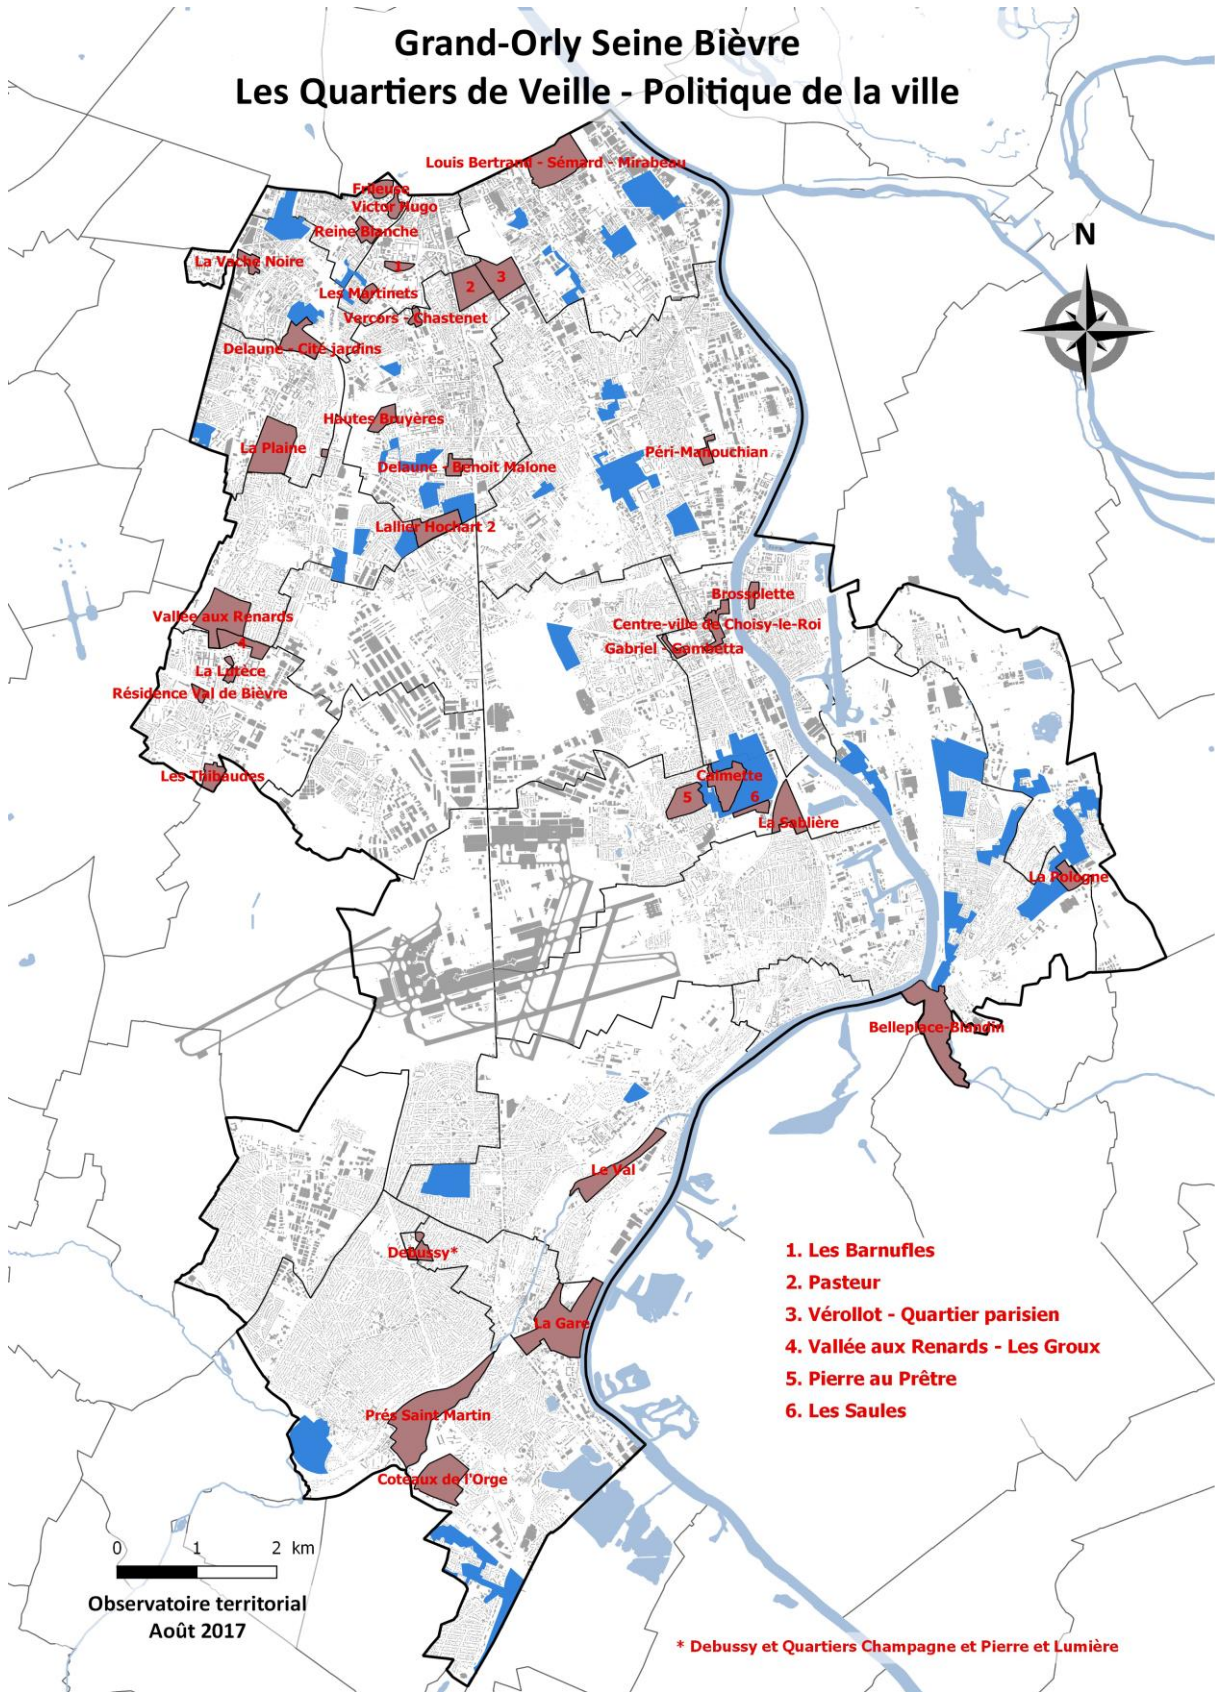 Grand-Orly Seine Bièvre
Les Quartiers de Veille - Politique de la ville
Louis Bertrand - Sémard - Mirabeau
Frileuse
Victor Hugo
Reine Blanche
La Vache Noire
1
2
3
Les Martinets
Vercors - Chastenet
Delaune - Cité jardins
N
Hautes Bruyères
La Plaine
Péri-Manouchian
Delaune - Benoit Malone
Lallier Hochart 2
Brossolette
Vallée aux Renards
Centre-ville de Choisy-le-Roi
4
Gabriel - Gambetta
La Lutèce
Résidence Val de Bièvre
Les Thibaudes
Calmette
5
6
La Sablière
La Pologne
Belleplace-Blandin
Le Val
Debussy*
1. Les Barnufles
2. Pasteur
3. Vérollot - Quartier parisien
4. Vallée aux Renards - Les Groux
5. Pierre au Prêtre
6. Les Saules
La Gare
Prés Saint Martin
Coteaux de l'Orge
0 1 2 km
Observatoire territorial
Août 2017
* Debussy et Quartiers Champagne et Pierre et Lumière